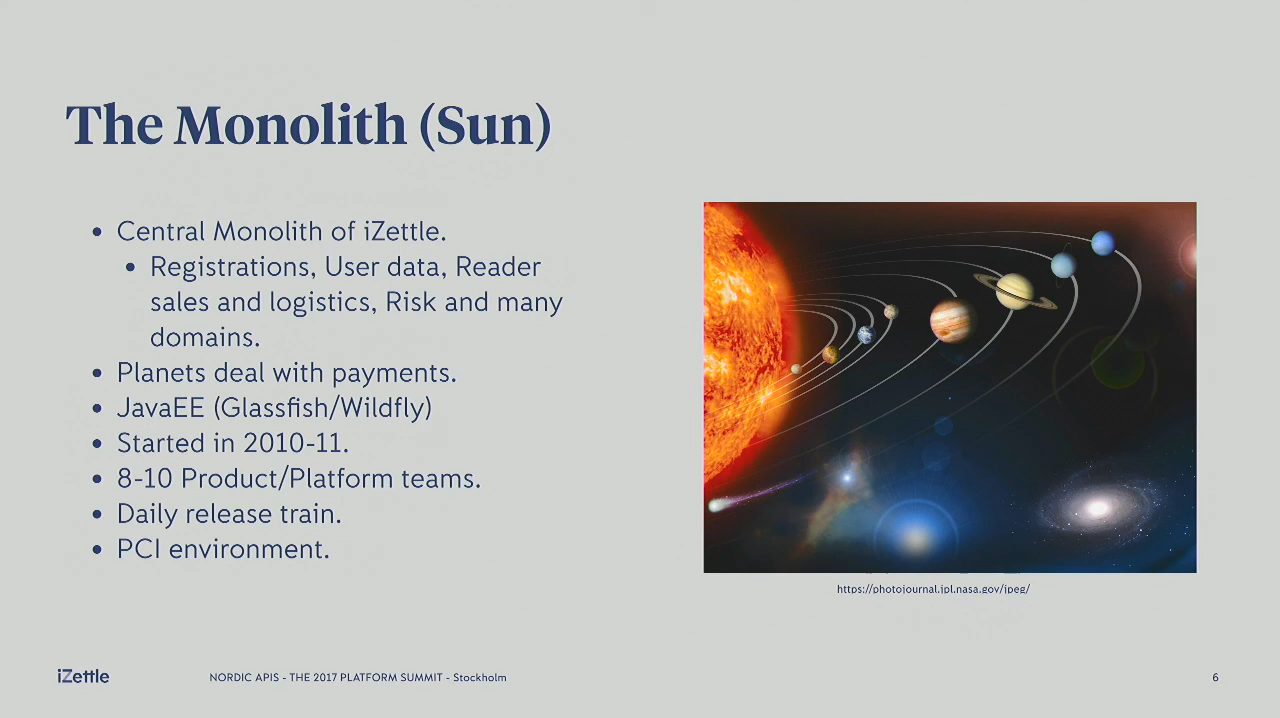 The Monolith (Sun)
• Central Monolith of iZettle.
• Registrations, User data, Reader
sales and logistics, Risk and many
domains.
• Planets deal with payments.
• JavaEE (Glassfish/Wildfly)
• Started in 2010-11.
• 8-10 Product/Platform teams.
• Daily release train.
• PCI environment.
https://photojournal.jpl.nasa.gov/jpeg/
iZettle
NORDIC APIS - THE 2017 PLATFORM SUMMIT - Stockholm
6